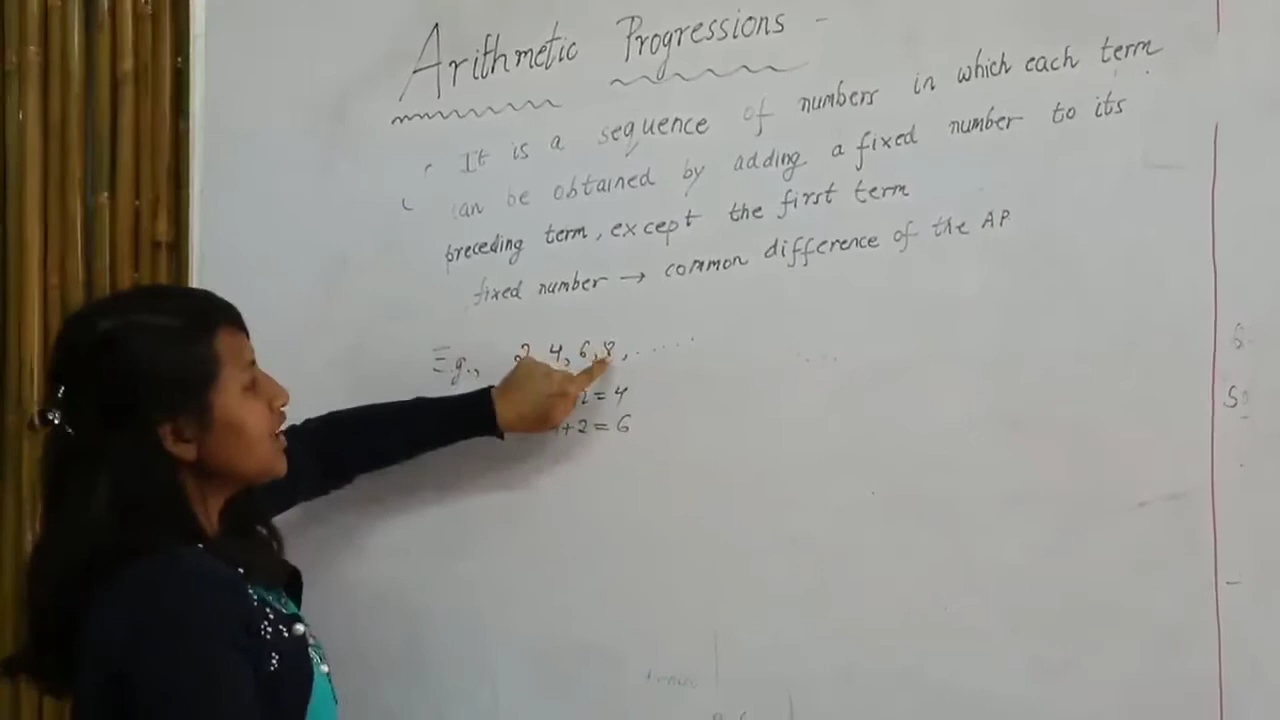 Arithmetic Progressions -
It is a sequence of numbers in which each term
can be obtained by adding a fixed number to its
preceding term, except the first term
fixed number → common difference of the AP
E.g., 2, 4, 6, 8, ......
2 = 4
+ 2 = 6